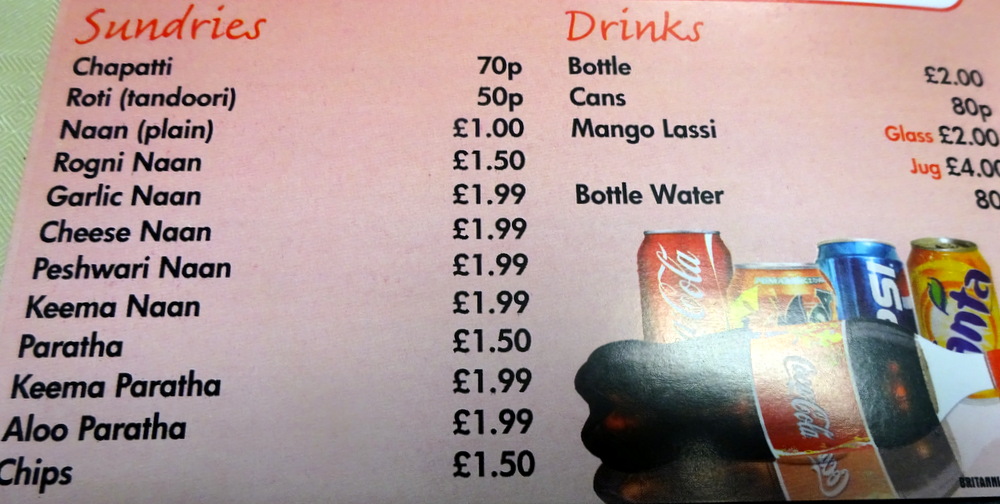 Sundries
Chapatti 70p
Roti (tandoori) 50p
Naan (plain) £1.00
Rogni Naan £1.50
Garlic Naan £1.99
Cheese Naan £1.99
Peshwari Naan £1.99
Keema Naan £1.99
Paratha £1.50
Keema Paratha £1.99
Aloo Paratha £1.99
Chips £1.50
Drinks
Bottle £2.00
Cans 80p
Mango Lassi Glass £2.00
Jug £4.00
Bottle Water 80
Coca-Cola